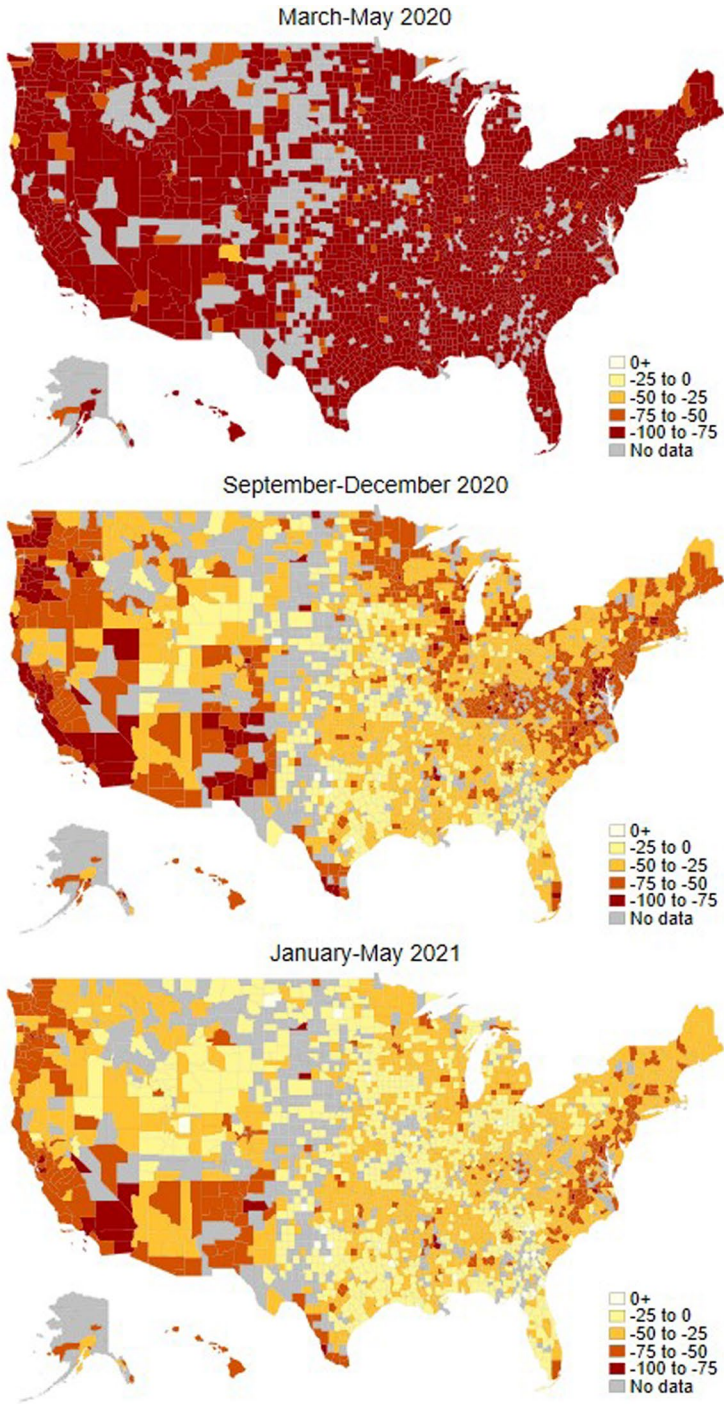 March-May 2020
0+
-25 to 0
-50 to -25
-75 to -50
-100 to -75
No data
September-December 2020
0+
-25 to 0
-50 to -25
-75 to -50
-100 to -75
No data
January-May 2021
0+
-25 to 0
-50 to -25
-75 to -50
-100 to -75
No data